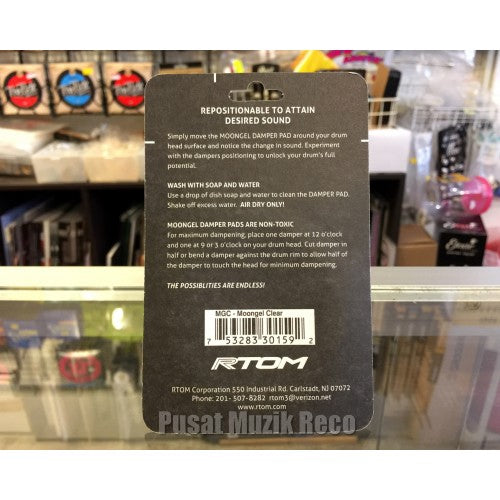 REPOSITIONABLE TO ATTAIN
DESIRED SOUND
Simply move the MOONGEL DAMPER PAD around your drum
head surface and notice the change in sound. Experiment
with the dampers positioning to unlock your drum's full
potential.
WASH WITH SOAP AND WATER
Use a drop of dish soap and water to clean the DAMPER PAD.
Shake off excess water. AIR DRY ONLY!
MOONGEL DAMPER PADS ARE NON-TOXIC
For maximum dampening, place one damper at 12 o'clock
and one at 9 or 3 o'clock on your drum head. Cut damper in
half or bend a damper against the drum rim to allow half of
the damper to touch the head for minimum dampening.
THE POSSIBLITIES ARE ENDLESS!
MGC - Moongel Clear
7 53283 30159 2
RTOM
RTOM Corporation 550 Industrial Rd. Carlstadt, NJ 07072
Phone: 201- 507-8282 rtom3@verizon.net
www.rtom.com
Pusat Muzik Reco